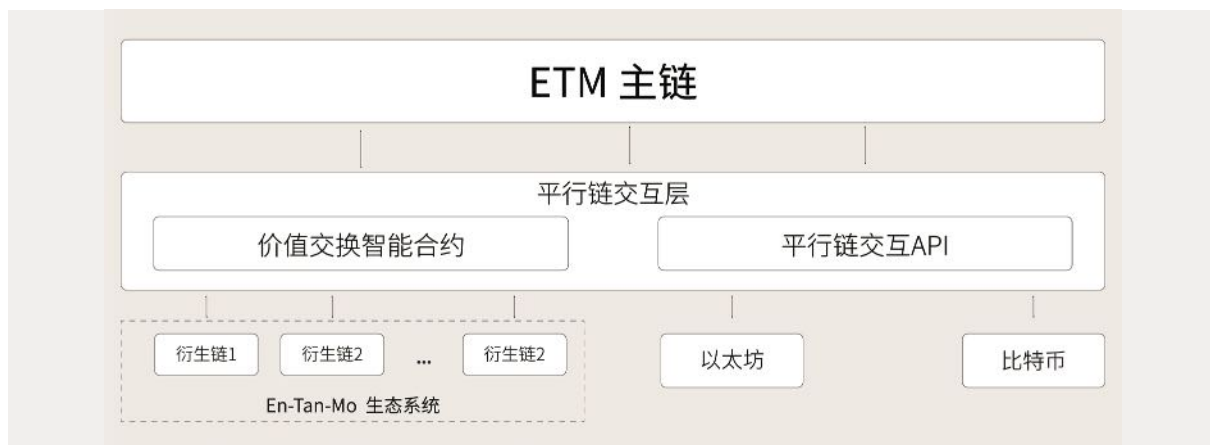 ETM 主链
平行链交互层
价值交换智能合约
平行链交互API
衍生链1
衍生链2
...
衍生链2
以太坊
比特币
En-Tan-Mo 生态系统